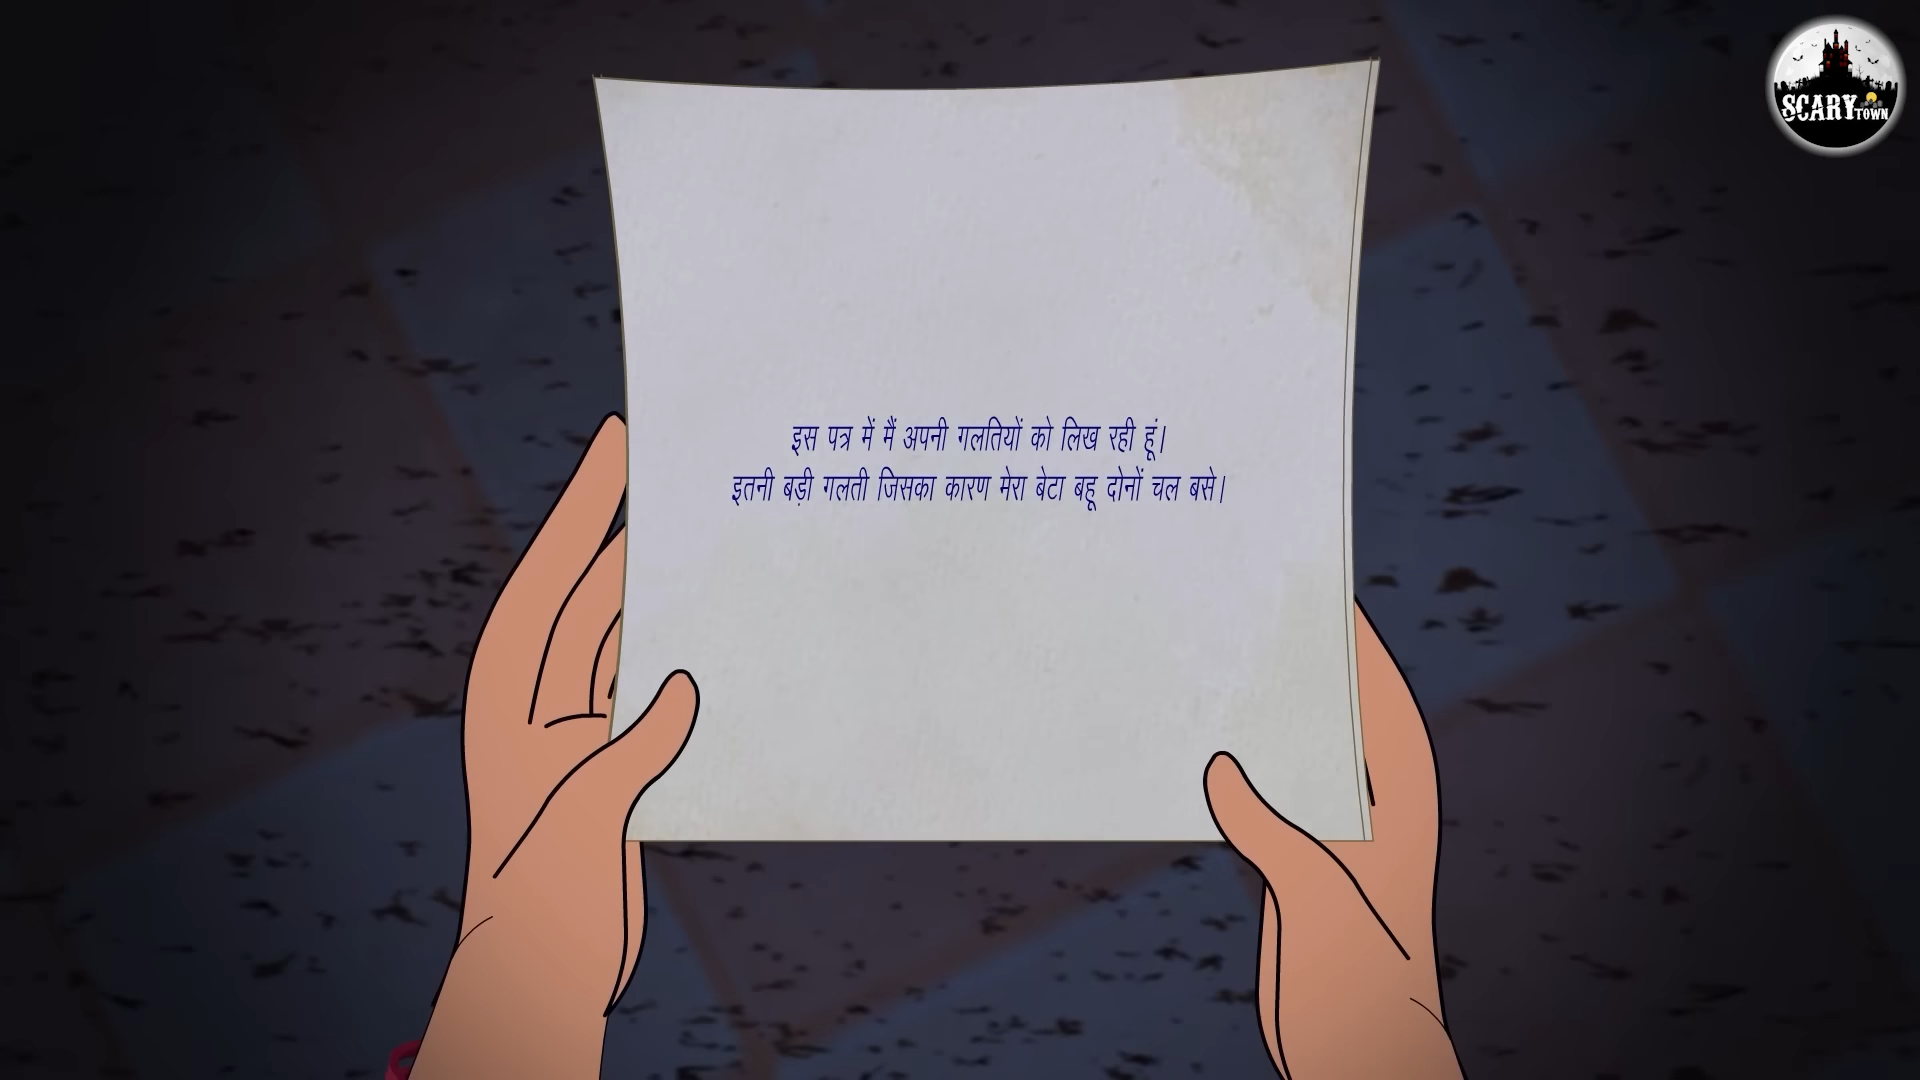 SCARY TOWN
इस पत्र में मैं अपनी गलतियों को लिख रही हूं।
इतनी बड़ी गलती जिसका कारण मेरा बेटा बहू दोनों चल बसे।